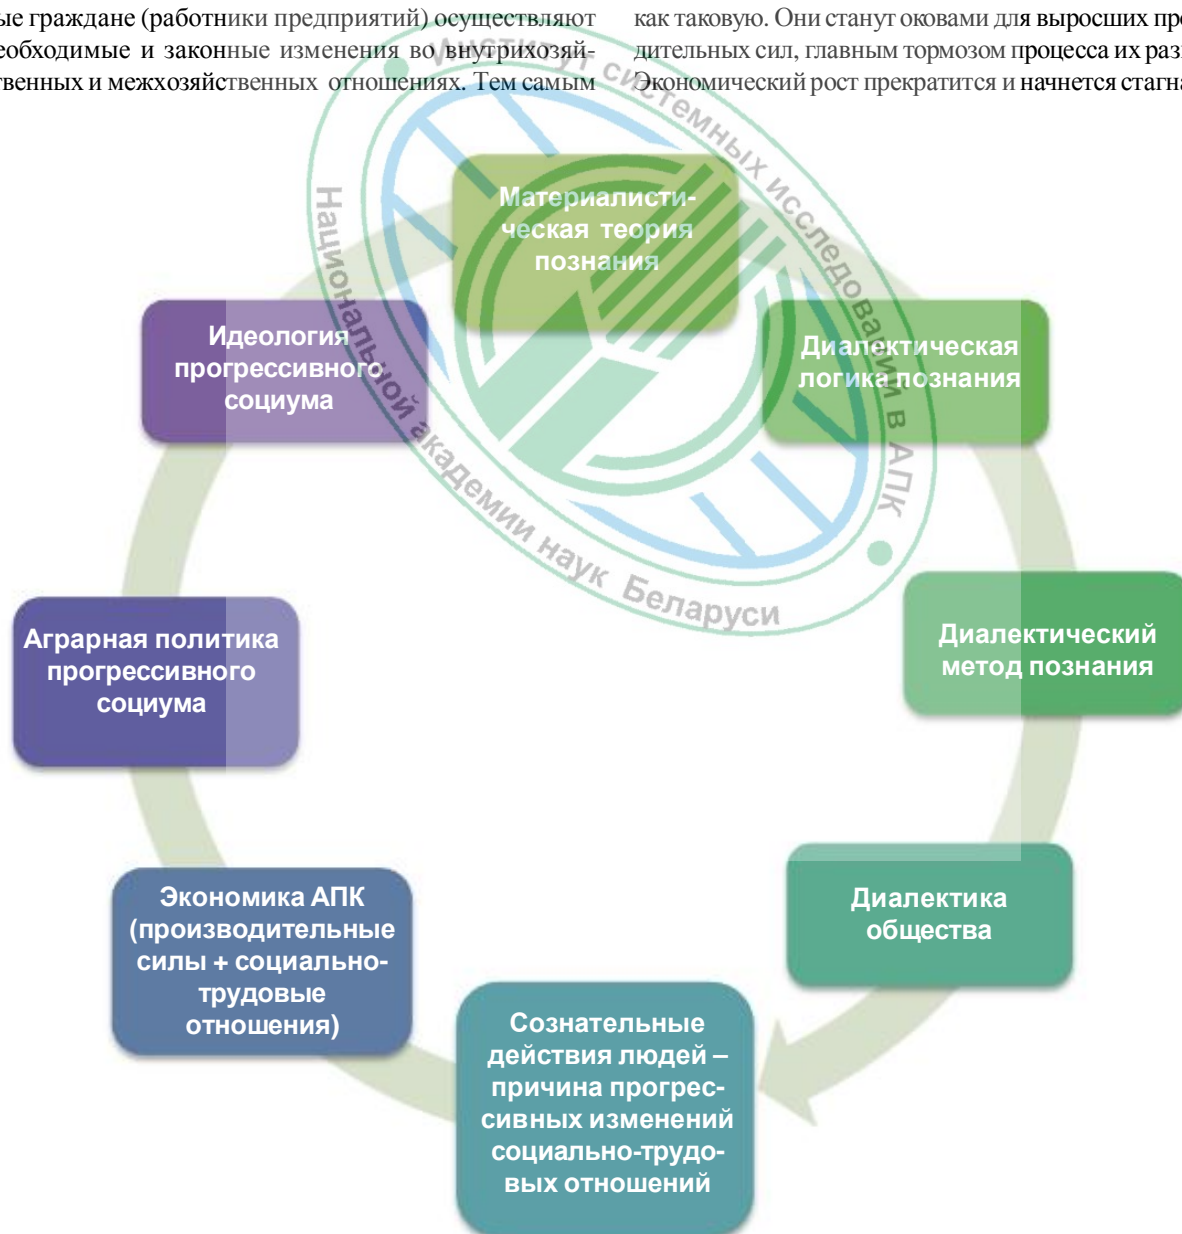 ые граждане (работники предприятий) осуществляют
еобходимые и законные изменения во внутрихозяй-
твенных и межхозяйственных отношениях. Тем самым
как таковую. Они станут оковами для выросших про
дительных сил, главным тормозом процесса их раз
Экономический рост прекратится и начнется стагна
Институт системных исследований в АПК
Национальной академии наук Беларуси
Материалисти-
ческая теория
познания
Диалектическая
логика познания
Диалектический
метод познания
Диалектика
общества
Сознательные
действия людей –
причина прогрес-
сивных изменений
социально-трудо-
вых отношений
Экономика АПК
(производительные
силы + социально-
трудовые
отношения)
Аграрная политика
прогрессивного
социума
Идеология
прогрессивного
социума